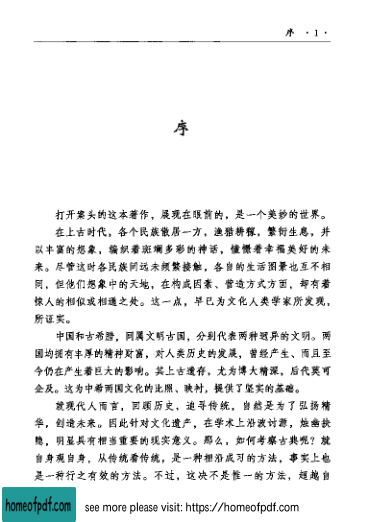 序 ·1·
序
打开案头的这本著作，展现在眼前的，是一个美妙的世界。
在上古时代，各个民族散居一方，渔猎耕稼，繁衍生息，并
以丰富的想象，编织着斑斓多彩的神话，憧憬着幸福美好的未
来。尽管这时各民族间远未频繁接触，各自的生活图景也互不相
同，但他们想象中的天地，在构成因素、营造方式方面，却有着
惊人的相似或相通之处。这一点，早已为文化人类学家所发现，
所证实。
中国和古希腊，同属文明古国，分别代表两种迥异的文明。两
国均拥有丰厚的精神财富，对人类历史的发展，曾经产生、而且至
今仍在产生着巨大的影响。其上古遗存，尤为博大精深，后代莫可
企及。这为中希两国文化的比照、映衬，提供了坚实的基础。
就现代人而言，回顾历史、追寻传统，自然是为了弘扬精
华，创造未来。因此针对文化遗产，在学术上沿波讨源，烛幽抉
隐，明显具有相当重要的现实意义。那么，如何考察古典呢？就
自身观自身，从传统看传统，是一种相沿成习的方法，事实上也
是一种行之有效的方法。不过，这决不是惟一的方法，超越自
homeofpdf.com
see more please visit: https://homeofpdf.com